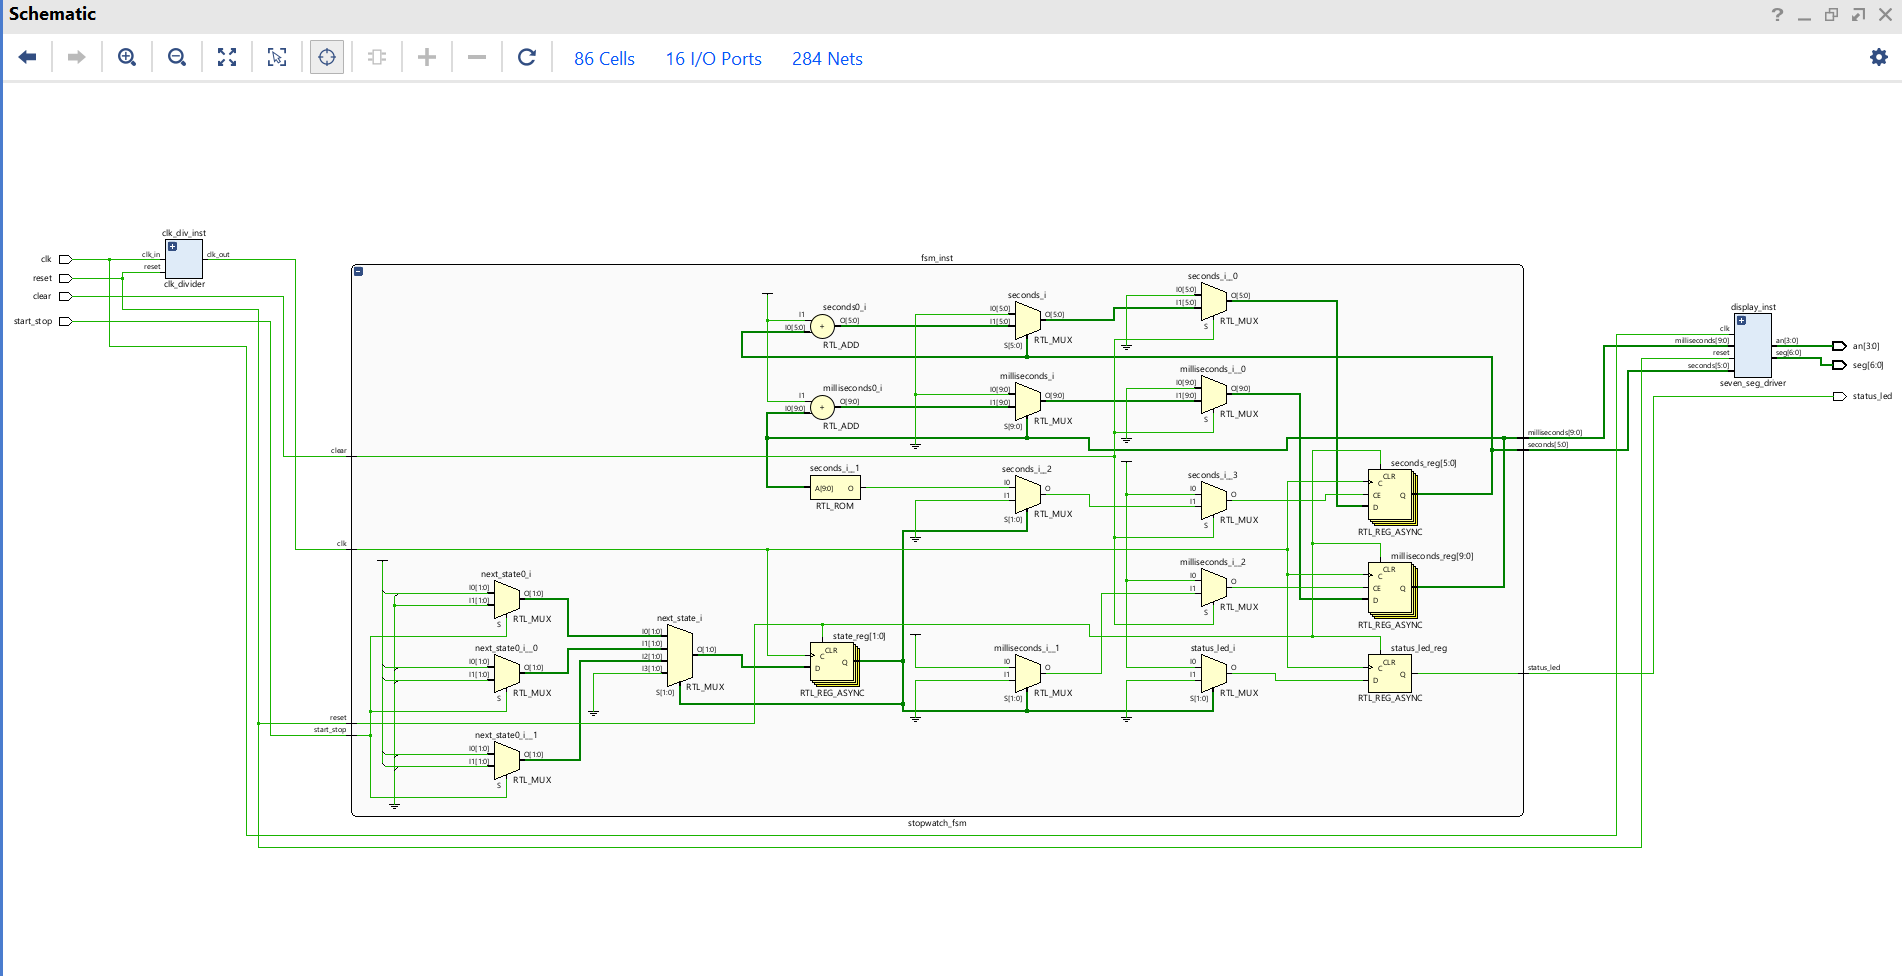 Schematic
86 Cells
16 I/O Ports
284 Nets
clk
reset
clear
start_stop
clk_div_inst
clk_in
reset
clk_out
clk_divider
fsm_inst
seconds0_i
I1
I0[5:0]
+
O[5:0]
RTL_ADD
seconds_i
I0[5:0]
I1[5:0]
O[5:0]
S[5:0]
RTL_MUX
seconds_i__0
I0[5:0]
I1[5:0]
O[5:0]
S
RTL_MUX
milliseconds0_i
I1
I0[9:0]
+
O[9:0]
RTL_ADD
milliseconds_i
I0[9:0]
I1[9:0]
O[9:0]
S[9:0]
RTL_MUX
milliseconds_i__0
I0[9:0]
I1[9:0]
O[9:0]
S
RTL_MUX
clear
seconds_i__1
A[9:0]
O
RTL_ROM
seconds_i__2
I0
I1
O
S[1:0]
RTL_MUX
seconds_i__3
I0
I1
O
S
RTL_MUX
seconds_reg[5:0]
CLR
C
CE
Q
D
RTL_REG_ASYNC
clk
milliseconds_i__2
I0
I1
O
S
RTL_MUX
milliseconds_reg[9:0]
CLR
C
CE
Q
D
RTL_REG_ASYNC
next_state0_i
I0[1:0]
I1[1:0]
O[1:0]
S
RTL_MUX
next_state0_i__0
I0[1:0]
I1[1:0]
O[1:0]
S
RTL_MUX
next_state_i
I0[1:0]
I1[1:0]
I2[1:0]
I3[1:0]
O[1:0]
S[1:0]
RTL_MUX
state_reg[1:0]
CLR
C
D
Q
RTL_REG_ASYNC
milliseconds_i__1
I0
I1
O
S[1:0]
RTL_MUX
status_led_i
I0
I1
O
S[1:0]
RTL_MUX
status_led_reg
CLR
C
D
Q
RTL_REG_ASYNC
reset
start_stop
next_state0_i__1
I0[1:0]
I1[1:0]
O[1:0]
S
RTL_MUX
milliseconds[9:0]
seconds[5:0]
status_led
stopwatch_fsm
display_inst
clk
milliseconds[9:0]
reset
seconds[5:0]
an[3:0]
seg[6:0]
seven_seg_driver
an[3:0]
seg[6:0]
status_led